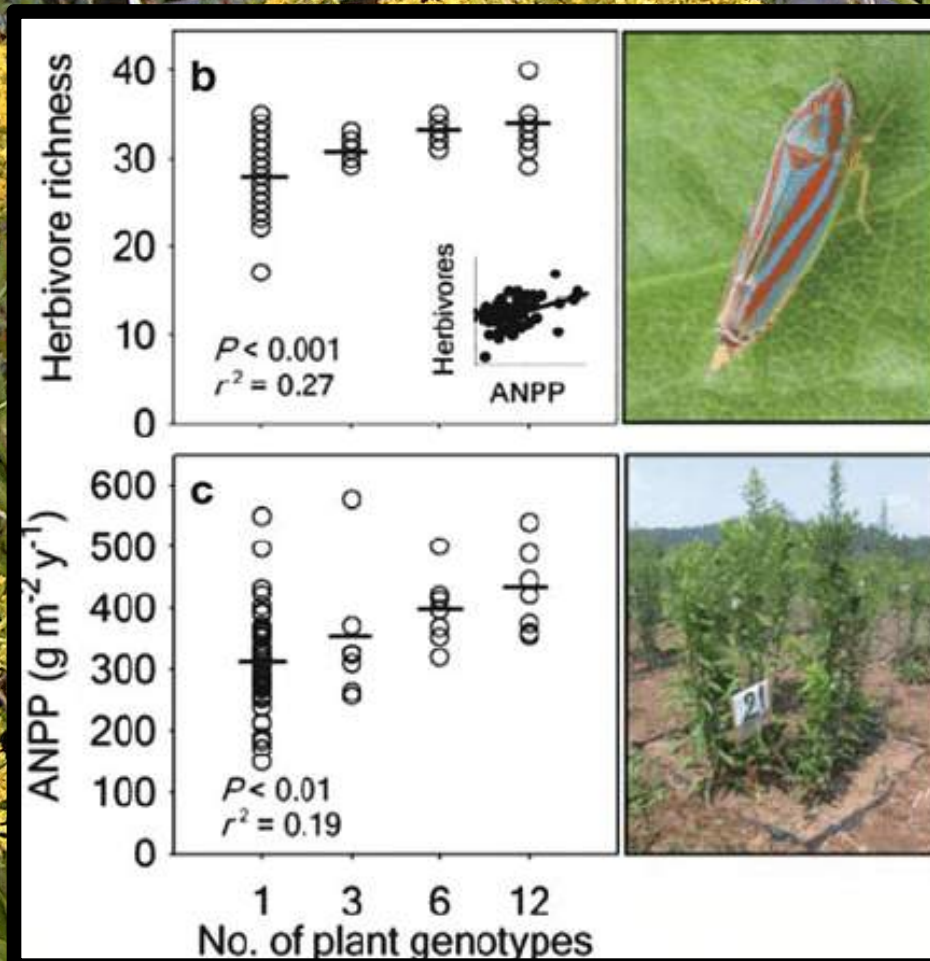 b
Herbivore richness
40
30
20
10
0
P < 0.001
r² = 0.27
Herbivores
ANPP
c
ANPP (g m⁻² y⁻¹)
600
500
400
300
200
100
0
P < 0.01
r² = 0.19
21
1 3 6 12
No. of plant genotypes